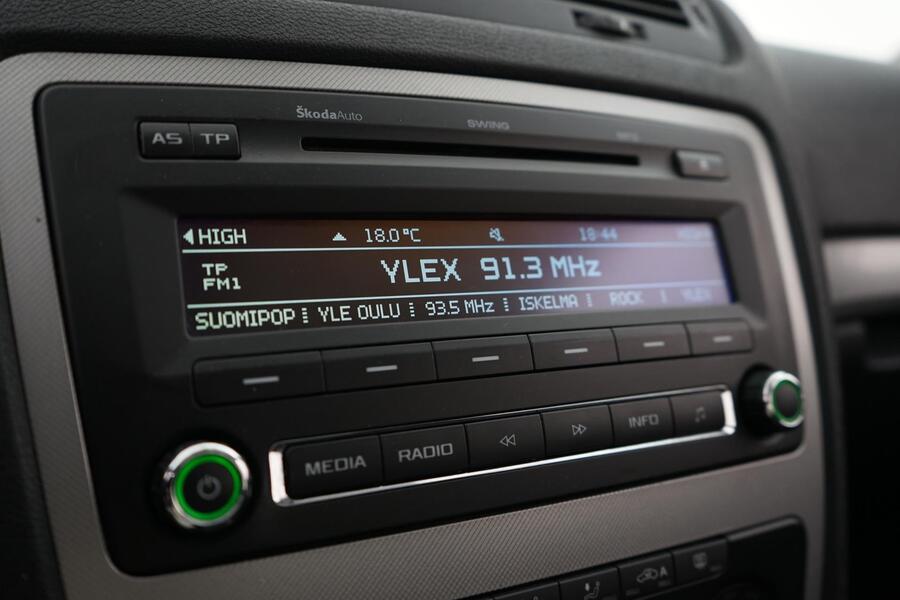 ŠkodaAuto
SWING
AS TP
HIGH 18.0°C 18:44
TP
FM1
YLEX 91.3 MHz
SUOMIPOP YLE OULU 93.5 MHz ISKELMA ROCK YLEX
MEDIA RADIO INFO
A